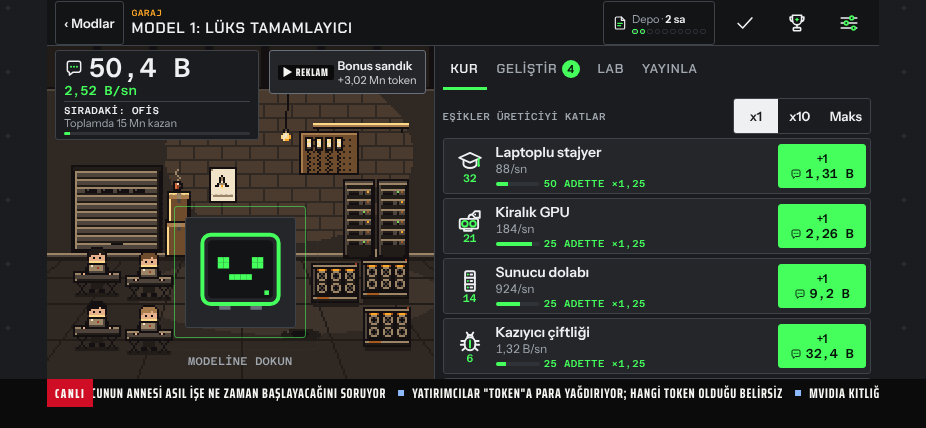 ‹ Modlar
GARAJ
MODEL 1: LÜKS TAMAMLAYICI
Depo · 2 sa
50,4 B
2,52 B/sn
SIRADAKİ: OFİS
Toplamda 15 Mn kazan
REKLAM
Bonus sandık
+3,02 Mn token
MODELİNE DOKUN
KUR
GELİŞTİR 4
LAB
YAYINLA
EŞİKLER ÜRETİCİYİ KATLAR
x1
x10
Maks
Laptoplu stajyer
88/sn
32
50 ADETTE ×1,25
+1
1,31 B
Kiralık GPU
184/sn
21
25 ADETTE ×1,25
+1
2,26 B
Sunucu dolabı
924/sn
14
25 ADETTE ×1,25
+1
9,2 B
Kazıyıcı çiftliği
1,32 B/sn
6
25 ADETTE ×1,25
+1
32,4 B
CANLI
CUNUN ANNESİ ASIL İŞE NE ZAMAN BAŞLAYACAĞINI SORUYOR ■ YATIRIMCILAR "TOKEN"A PARA YAĞDIRIYOR; HANGİ TOKEN OLDUĞU BELİRSİZ ■ MVIDIA KITLIĞ